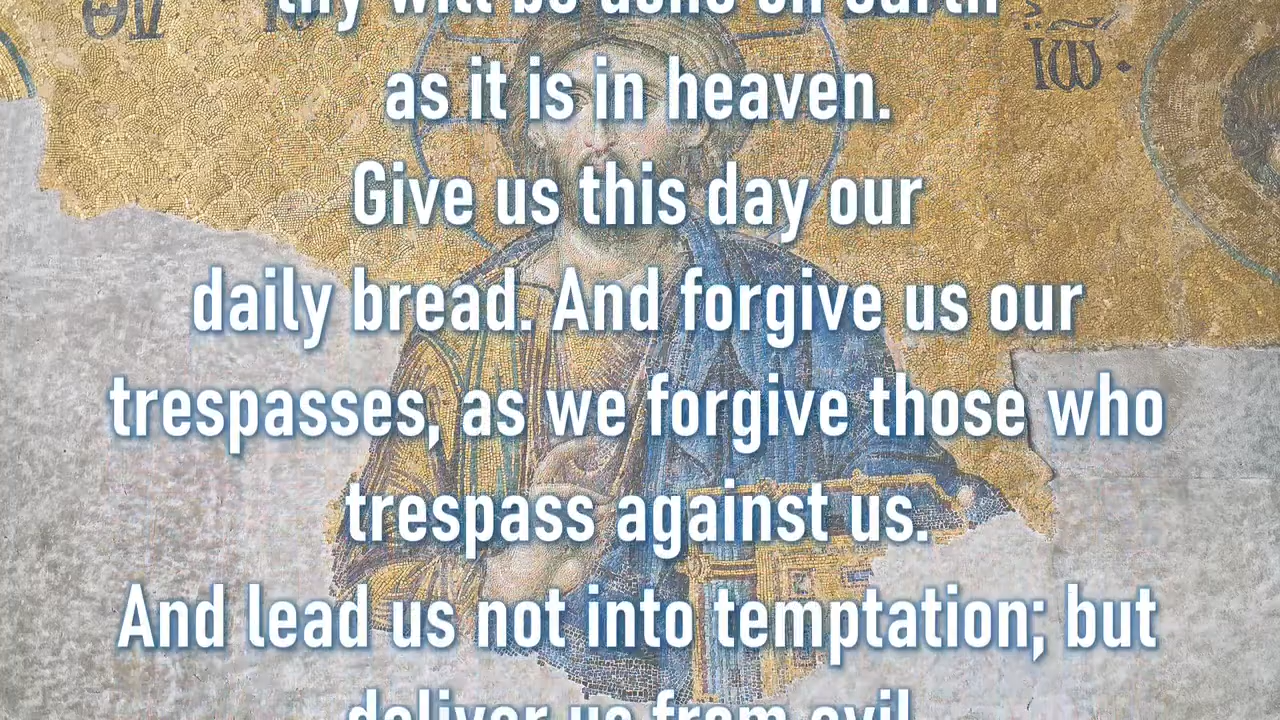 thy will be done on earth
as it is in heaven.
Give us this day our
daily bread. And forgive us our
trespasses, as we forgive those who
trespass against us.
And lead us not into temptation; but
deliver us from evil